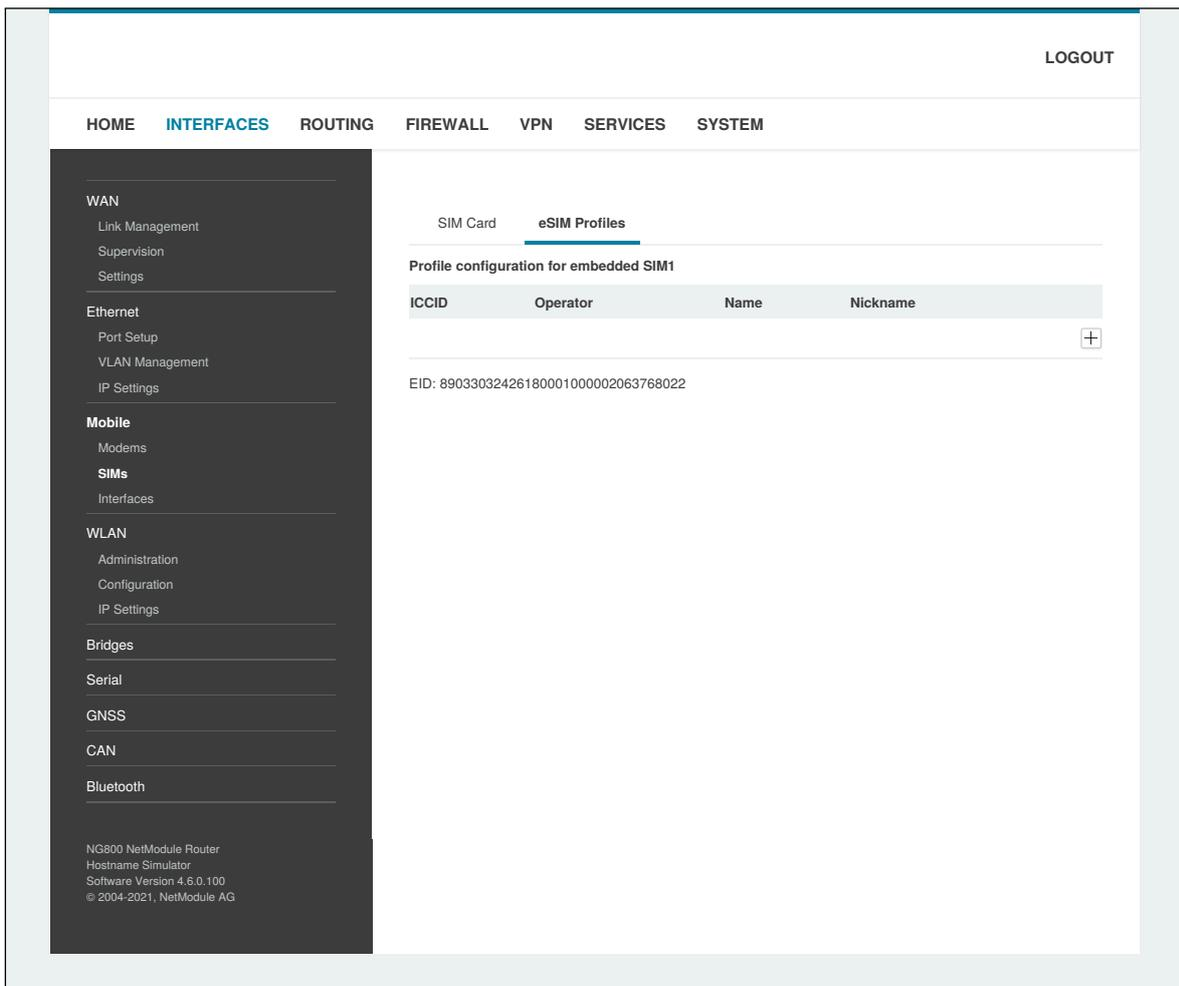 LOGOUT
HOME INTERFACES ROUTING FIREWALL VPN SERVICES SYSTEM
WAN
Link Management
Supervision
Settings
Ethernet
Port Setup
VLAN Management
IP Settings
Mobile
Modems
SIMs
Interfaces
WLAN
Administration
Configuration
IP Settings
Bridges
Serial
GNSS
CAN
Bluetooth
NG800 NetModule Router
Hostname Simulator
Software Version 4.6.0.100
© 2004-2021, NetModule AG
SIM Card eSIM Profiles
Profile configuration for embedded SIM1
ICCID Operator Name Nickname
EID: 89033032426180001000002063768022